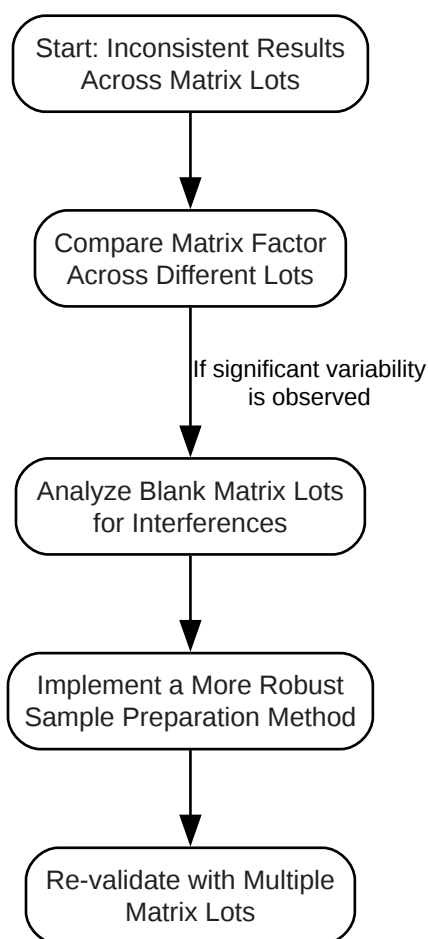 Start: Inconsistent Results
Across Matrix Lots
Compare Matrix Factor
Across Different Lots
If significant variability
is observed
Analyze Blank Matrix Lots
for Interferences
Implement a More Robust
Sample Preparation Method
Re-validate with Multiple
Matrix Lots